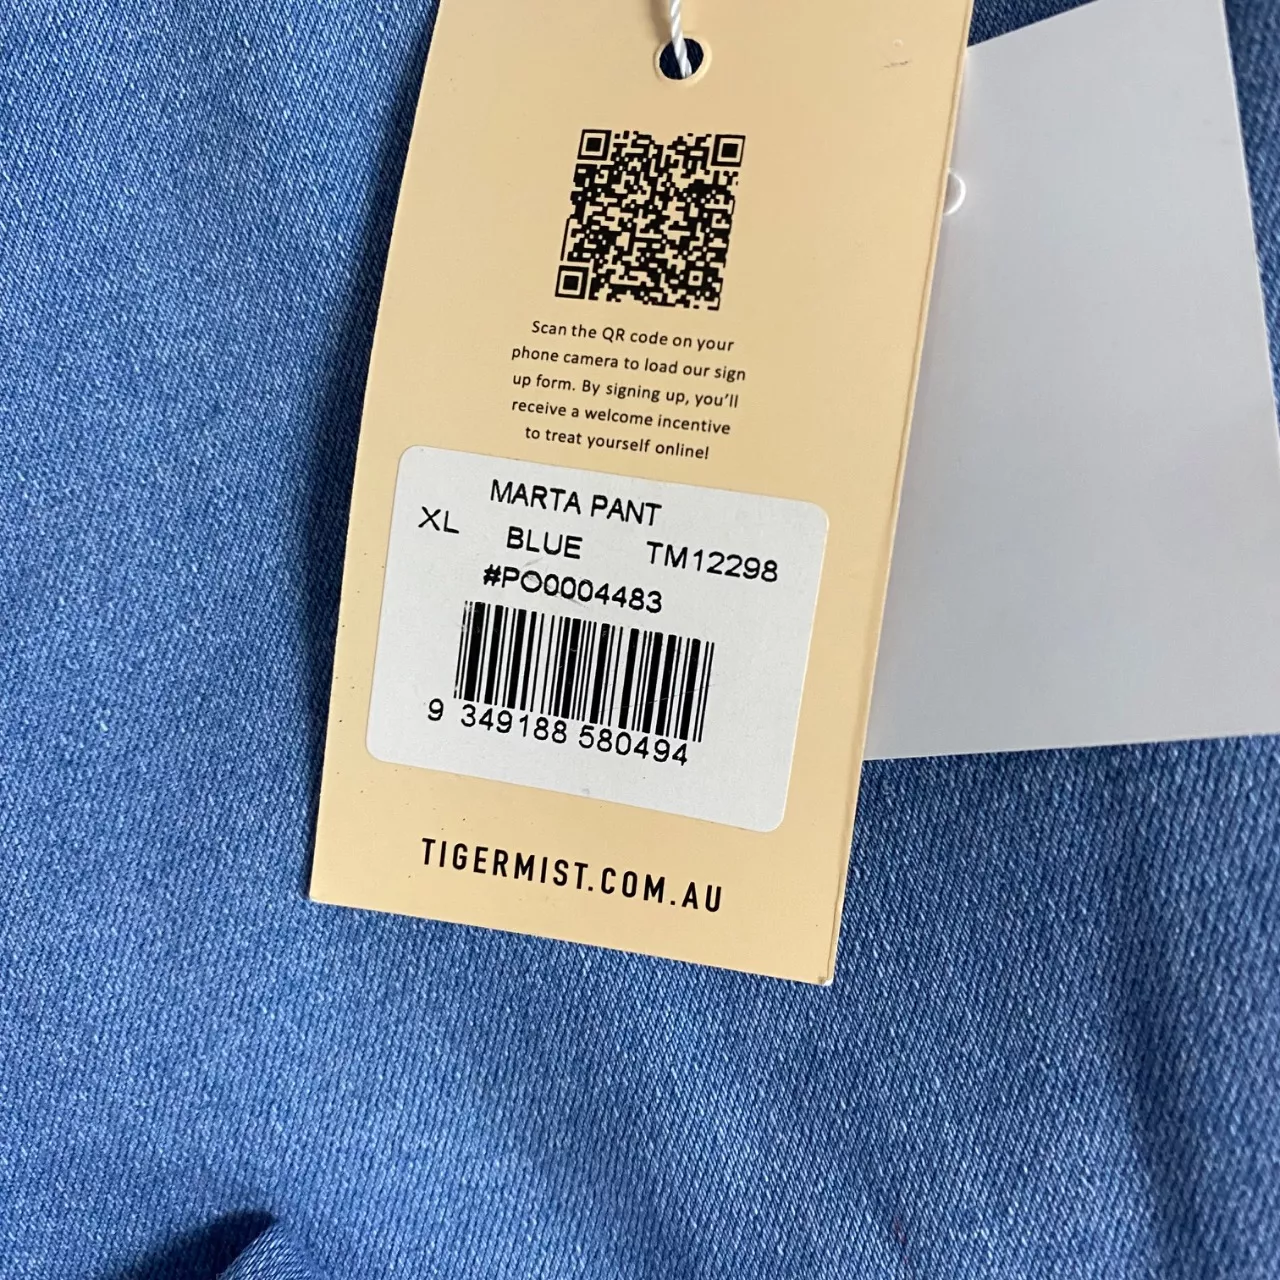 Scan the QR code on your
phone camera to load our sign
up form. By signing up, you'll
receive a welcome incentive
to treat yourself online!
MARTA PANT
XL BLUE TM12298
#PO0004483
9 349188 580494
TIGERMIST.COM.AU